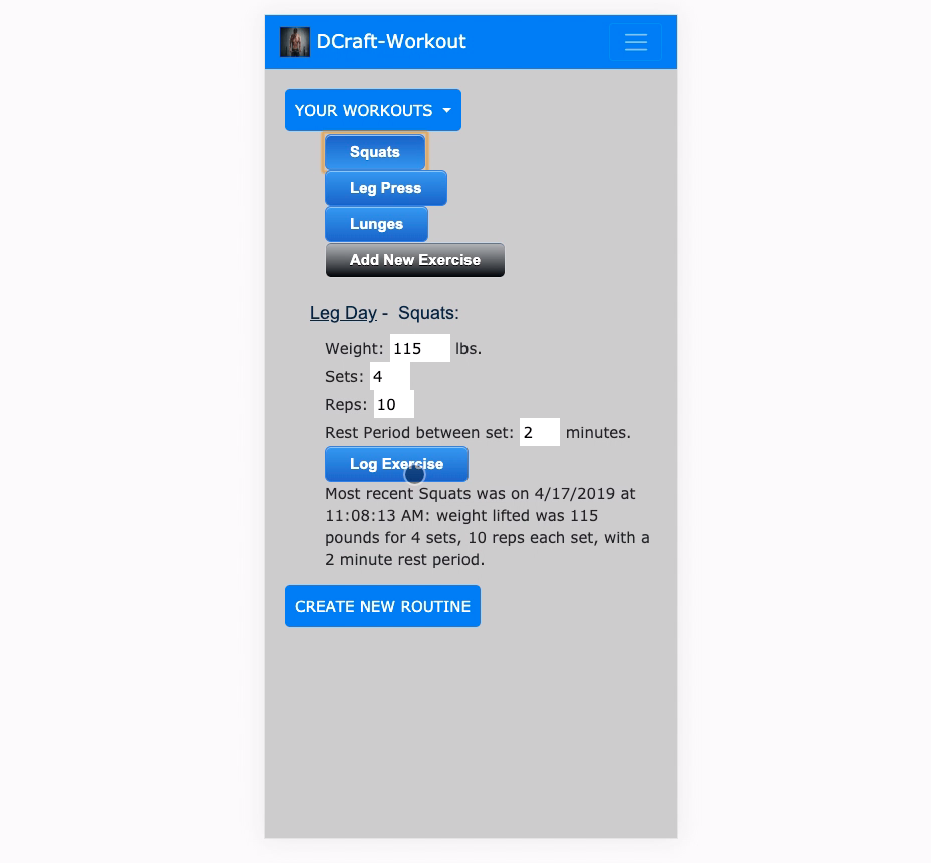 DCraft-Workout
YOUR WORKOUTS
Squats
Leg Press
Lunges
Add New Exercise
Leg Day - Squats:
Weight: 115 lbs.
Sets: 4
Reps: 10
Rest Period between set: 2 minutes.
Log Exercise
Most recent Squats was on 4/17/2019 at
11:08:13 AM: weight lifted was 115
pounds for 4 sets, 10 reps each set, with a
2 minute rest period.
CREATE NEW ROUTINE